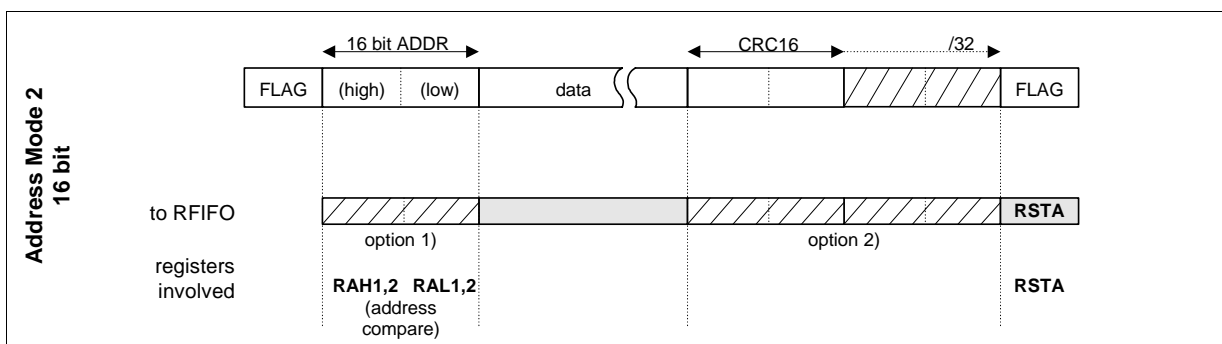 Address Mode 2
16 bit
16 bit ADDR CRC16 /32
FLAG (high) (low) data FLAG
to RFIFO RSTA
option 1) option 2)
registers
involved RAH1,2 RAL1,2 RSTA
(address
compare)